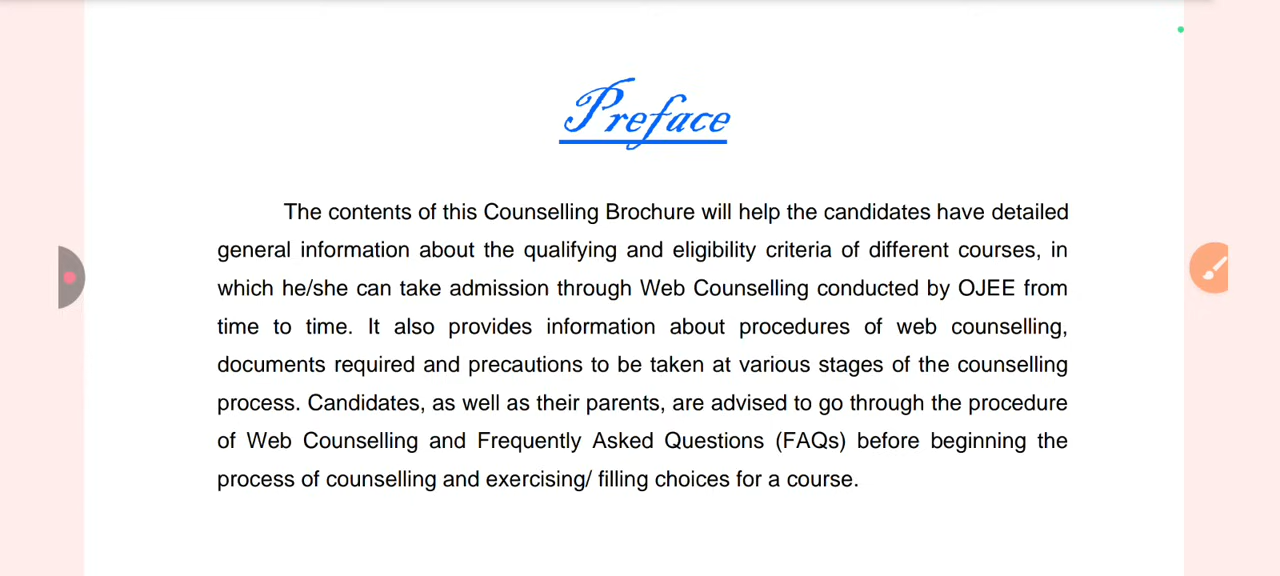 Preface
The contents of this Counselling Brochure will help the candidates have detailed
general information about the qualifying and eligibility criteria of different courses, in
which he/she can take admission through Web Counselling conducted by OJEE from
time to time. It also provides information about procedures of web counselling,
documents required and precautions to be taken at various stages of the counselling
process. Candidates, as well as their parents, are advised to go through the procedure
of Web Counselling and Frequently Asked Questions (FAQs) before beginning the
process of counselling and exercising/ filling choices for a course.